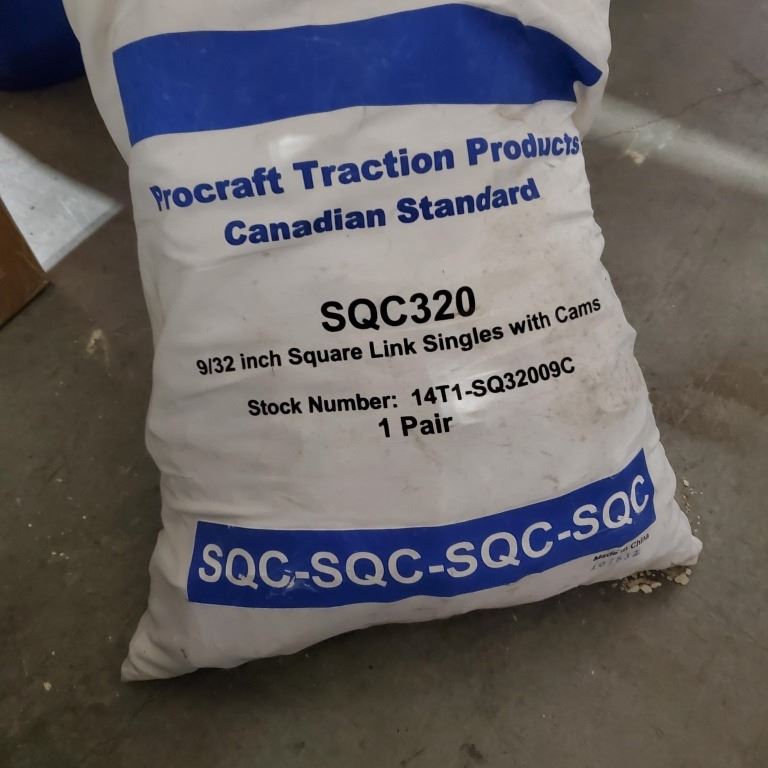 Procraft Traction Products
Canadian Standard
SQC320
9/32 inch Square Link Singles with Cams
Stock Number: 14T1-SQ32009C
1 Pair
SQC-SQC-SQC-SQC
Made in China